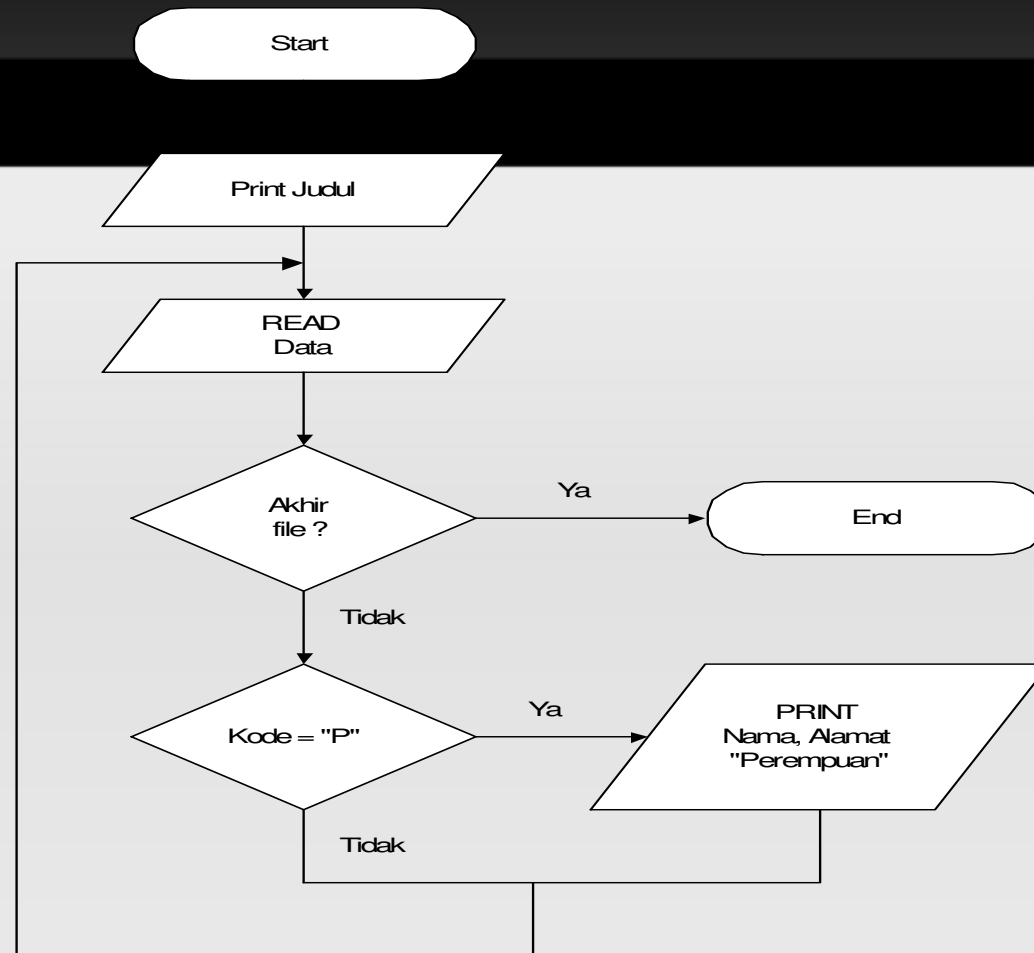 Start
Print Judul
READ
Data
Akhir
file ?
Ya
End
Tidak
Kode = "P"
Ya
PRINT
Nama, Alamat
"Perempuan"
Tidak